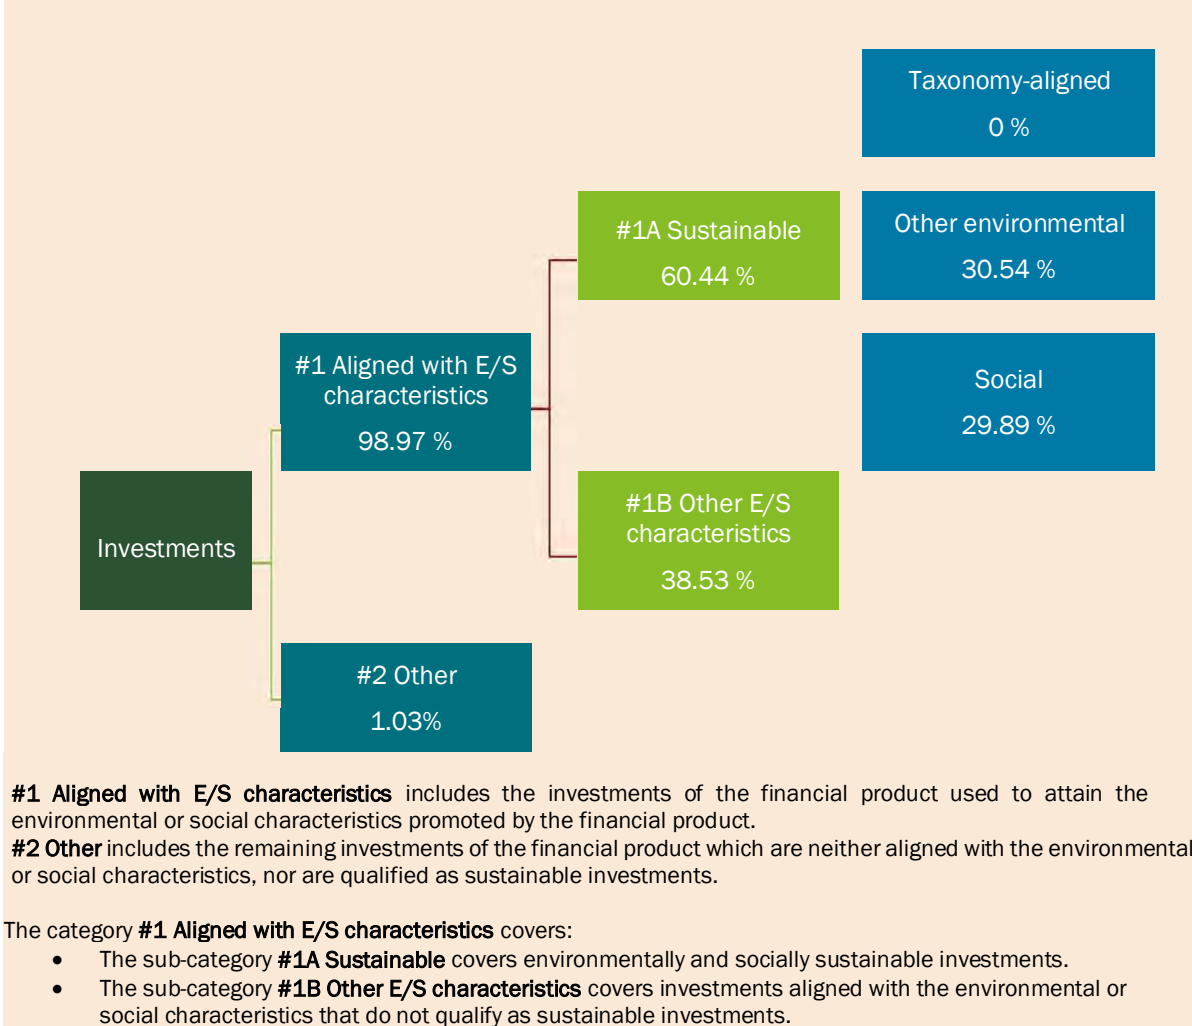 Taxonomy-aligned
0 %
#1A Sustainable
60.44 %
Other environmental
30.54 %
#1 Aligned with E/S
characteristics
98.97 %
Social
29.89 %
Investments
#1B Other E/S
characteristics
38.53 %
#2 Other
1.03%
#1 Aligned with E/S characteristics includes the investments of the financial product used to attain the
environmental or social characteristics promoted by the financial product.
#2 Other includes the remaining investments of the financial product which are neither aligned with the environmental
or social characteristics, nor are qualified as sustainable investments.
The category #1 Aligned with E/S characteristics covers:
• The sub-category #1A Sustainable covers environmentally and socially sustainable investments.
• The sub-category #1B Other E/S characteristics covers investments aligned with the environmental or
social characteristics that do not qualify as sustainable investments.